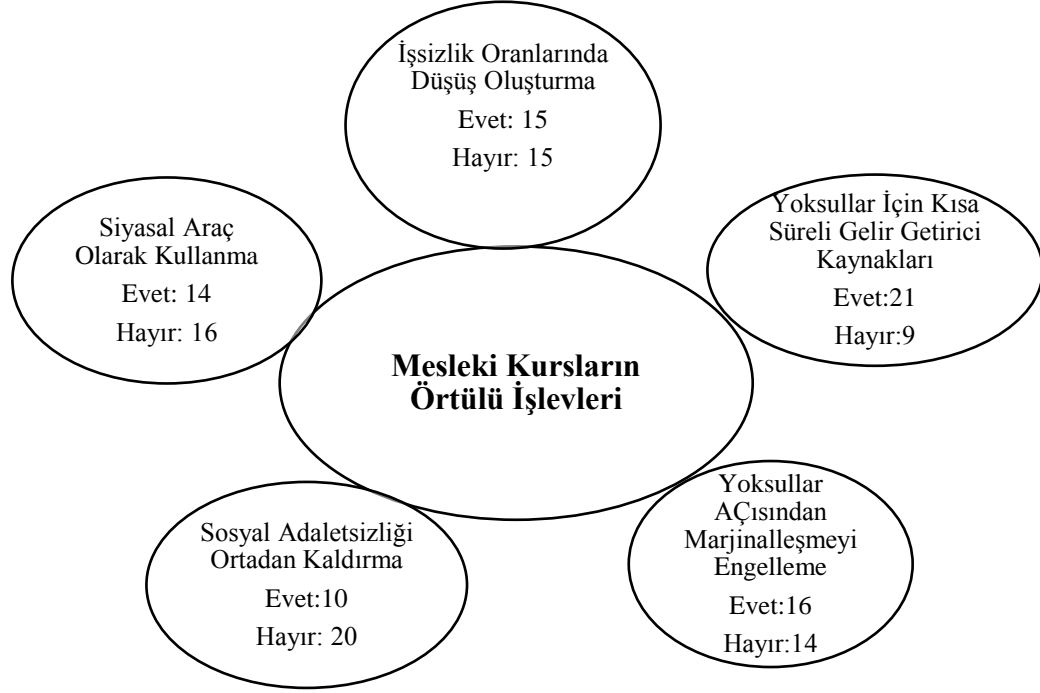 İşsizlik Oranlarında
Düşüş Oluşturma
Evet: 15
Hayır: 15
Yoksullar İçin Kısa
Süreli Gelir Getirici
Kaynakları
Evet:21
Hayır:9
Siyasal Araç
Olarak Kullanma
Evet: 14
Hayır: 16
Mesleki Kursların
Örtülü İşlevleri
Yoksullar
AÇısından
Marjinalleşmeyi
Engelleme
Evet:16
Hayır:14
Sosyal Adaletsizliği
Ortadan Kaldırma
Evet:10
Hayır: 20